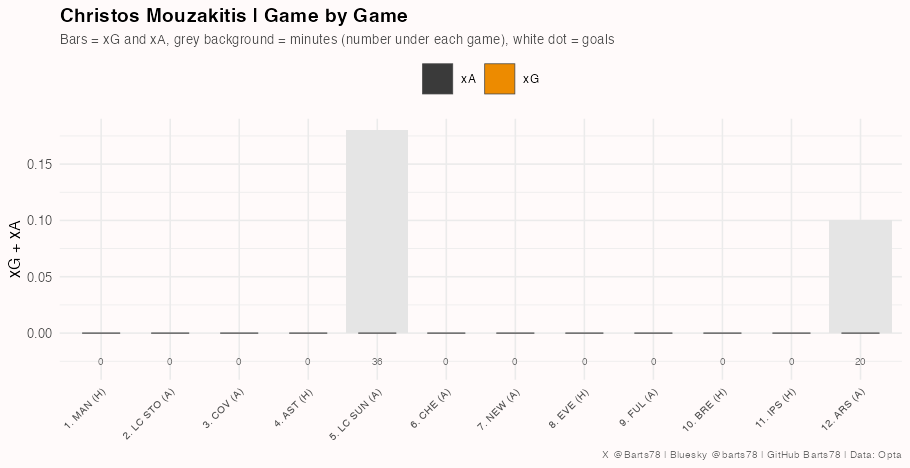 Christos Mouzakitis | Game by Game
Bars = xG and xA, grey background = minutes (number under each game), white dot = goals
xA xG
xG + xA
0.15
0.10
0.05
0.00
0 0 0 0 36 0 0 0 0 0 0 20
1. MAN (H)
2. LC STO (A)
3. COV (A)
4. AST (H)
5. LC SUN (A)
6. CHE (A)
7. NEW (A)
8. EVE (H)
9. FUL (A)
10. BRE (H)
11. IPS (H)
12. ARS (A)
X @Barts78 | Bluesky @barts78 | GitHub Barts78 | Data: Opta